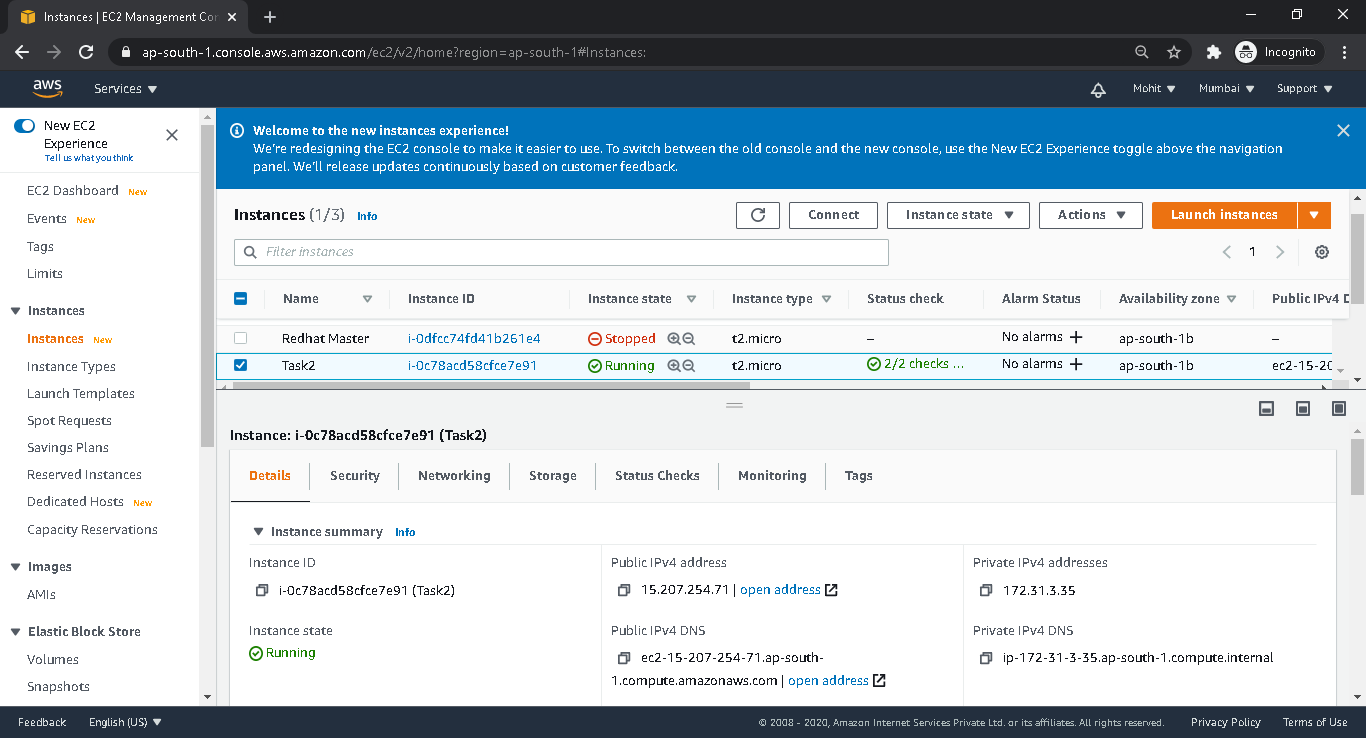 Instances | EC2 Management Con
ap-south-1.console.aws.amazon.com/ec2/v2/home?region=ap-south-1#Instances:
Incognito
aws
Services
Mohit
Mumbai
Support
New EC2
Experience
Tell us what you think
EC2 Dashboard New
Events New
Tags
Limits
Instances
Instances New
Instance Types
Launch Templates
Spot Requests
Savings Plans
Reserved Instances
Dedicated Hosts New
Capacity Reservations
Images
AMIs
Elastic Block Store
Volumes
Snapshots
Welcome to the new instances experience!
We're redesigning the EC2 console to make it easier to use. To switch between the old console and the new console, use the New EC2 Experience toggle above the navigation
panel. We'll release updates continuously based on customer feedback.
Instances (1/3) Info
Connect
Instance state
Actions
Launch instances
Filter instances
1
Name Instance ID Instance state Instance type Status check Alarm Status Availability zone Public IPv4 D
Redhat Master i-0dfcc74fd41b261e4 Stopped t2.micro – No alarms + ap-south-1b –
Task2 i-0c78acd58cfce7e91 Running t2.micro 2/2 checks ... No alarms + ap-south-1b ec2-15-20
Instance: i-0c78acd58cfce7e91 (Task2)
Details Security Networking Storage Status Checks Monitoring Tags
Instance summary Info
Instance ID
i-0c78acd58cfce7e91 (Task2)
Public IPv4 address
15.207.254.71 | open address
Private IPv4 addresses
172.31.3.35
Instance state
Running
Public IPv4 DNS
ec2-15-207-254-71.ap-south-
1.compute.amazonaws.com | open address
Private IPv4 DNS
ip-172-31-3-35.ap-south-1.compute.internal
Feedback
English (US)
© 2008 - 2020, Amazon Internet Services Private Ltd. or its affiliates. All rights reserved.
Privacy Policy
Terms of Use